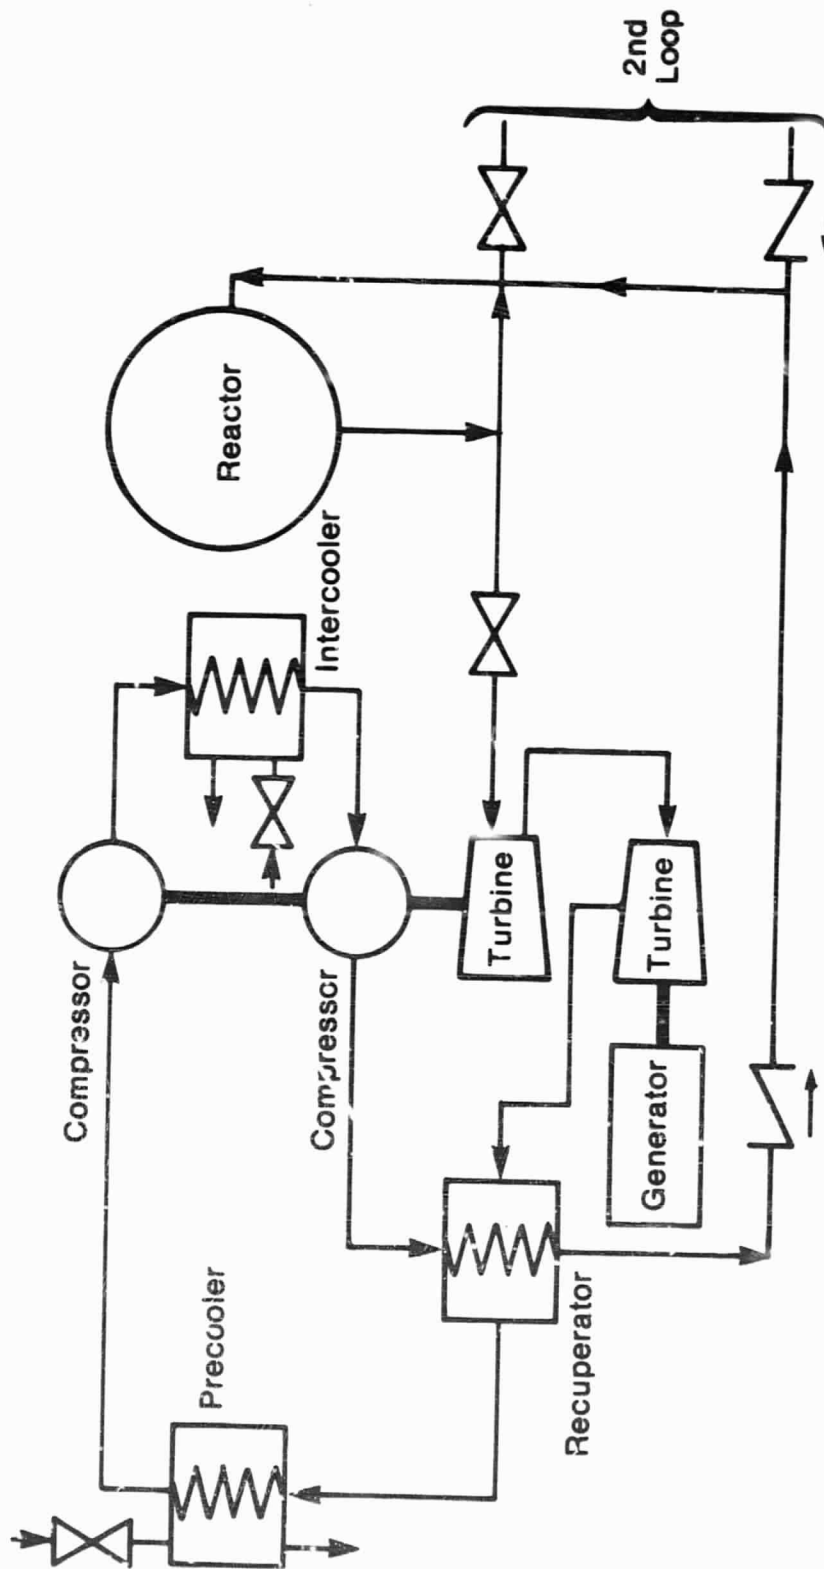 2nd
Loop
Reactor
Intercooler
Compressor
Compressor
Turbine
Turbine
Generator
Precooler
Recuperator